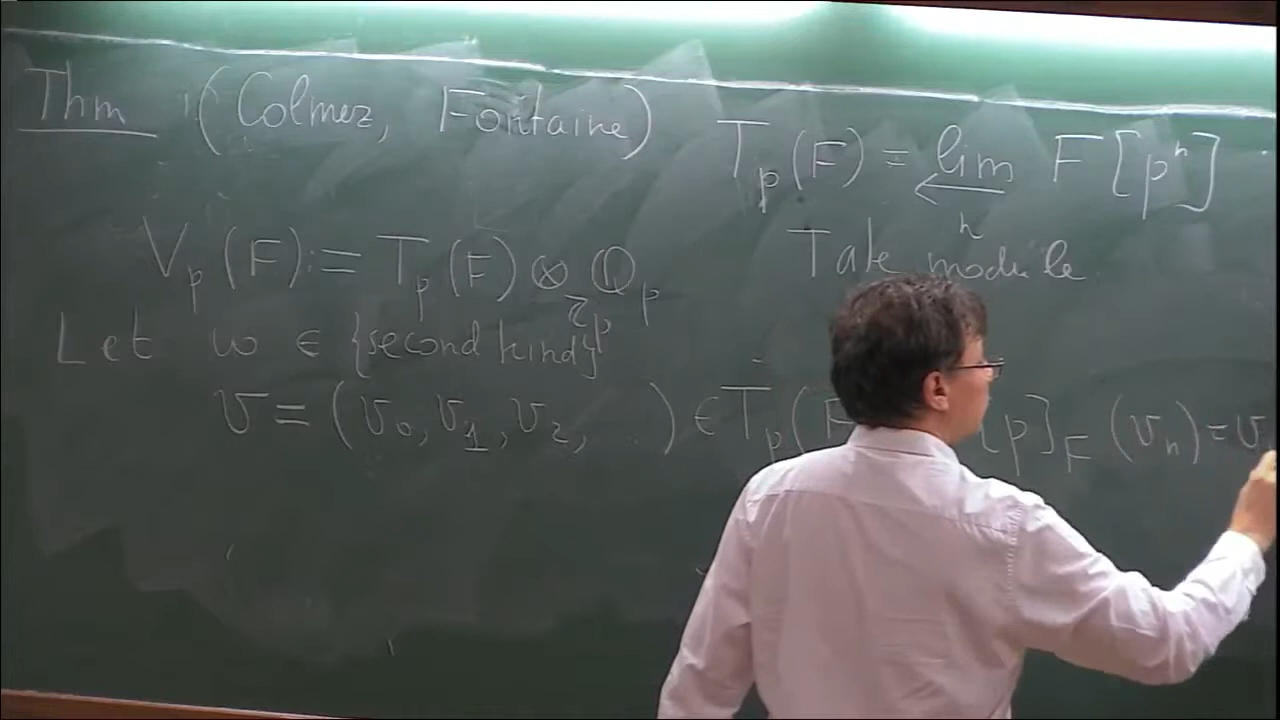 Thm (Colmez, Fontaine)
T_p(F) = lim F[p^n]
← n
Tate module
V_p(F) := T_p(F) ⊗_{Z_p} Q_p
Let ω ∈ {second kind}
v = (v_0, v_1, v_2, ...) ∈ T_p(F [p]_F (v_n) = v